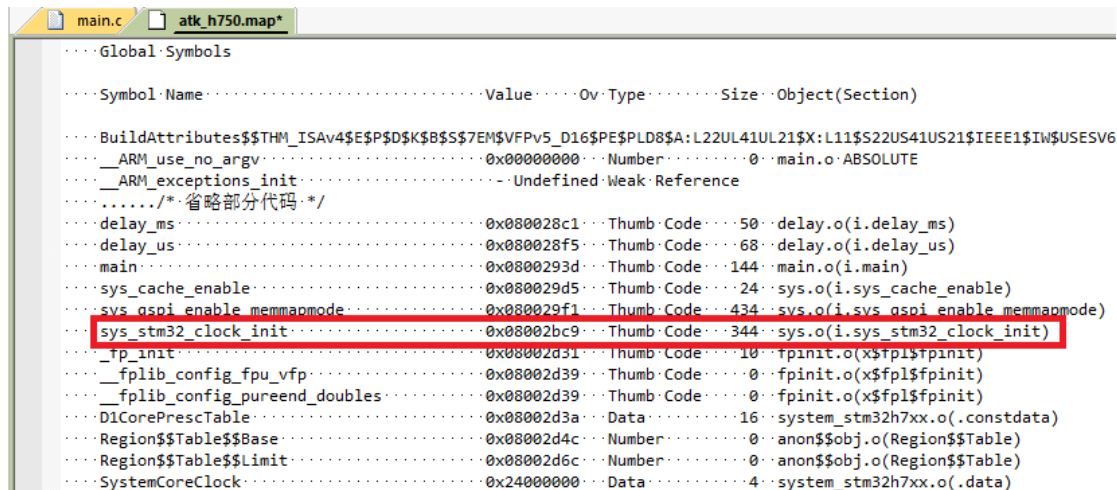 main.c atk_h750.map*
Global Symbols
Symbol Name Value Ov Type Size Object(Section)
BuildAttributes$$THM_ISAv4$E$P$D$K$B$S$7EM$VFPv5_D16$PE$PLD8$A:L22UL41UL21$X:L11$S22US41US21$IEEE1$IW$USESV6
__ARM_use_no_argv 0x00000000 Number 0 main.o ABSOLUTE
__ARM_exceptions_init - Undefined Weak Reference
....../* 省略部分代码 */
delay_ms 0x080028c1 Thumb Code 50 delay.o(i.delay_ms)
delay_us 0x080028f5 Thumb Code 68 delay.o(i.delay_us)
main 0x0800293d Thumb Code 144 main.o(i.main)
sys_cache_enable 0x080029d5 Thumb Code 24 sys.o(i.sys_cache_enable)
sys_qspi_enable_memmapmode 0x080029f1 Thumb Code 434 sys.o(i.sys_qspi_enable_memmapmode)
sys_stm32_clock_init 0x08002bc9 Thumb Code 344 sys.o(i.sys_stm32_clock_init)
_fp_init 0x08002d31 Thumb Code 10 fpinit.o(x$fpl$fpinit)
__fplib_config_fpu_vfp 0x08002d39 Thumb Code 0 fpinit.o(x$fpl$fpinit)
__fplib_config_pureend_doubles 0x08002d39 Thumb Code 0 fpinit.o(x$fpl$fpinit)
D1CorePrescTable 0x08002d3a Data 16 system_stm32h7xx.o(.constdata)
Region$$Table$$Base 0x08002d4c Number 0 anon$$obj.o(Region$$Table)
Region$$Table$$Limit 0x08002d6c Number 0 anon$$obj.o(Region$$Table)
SystemCoreClock 0x24000000 Data 4 system_stm32h7xx.o(.data)